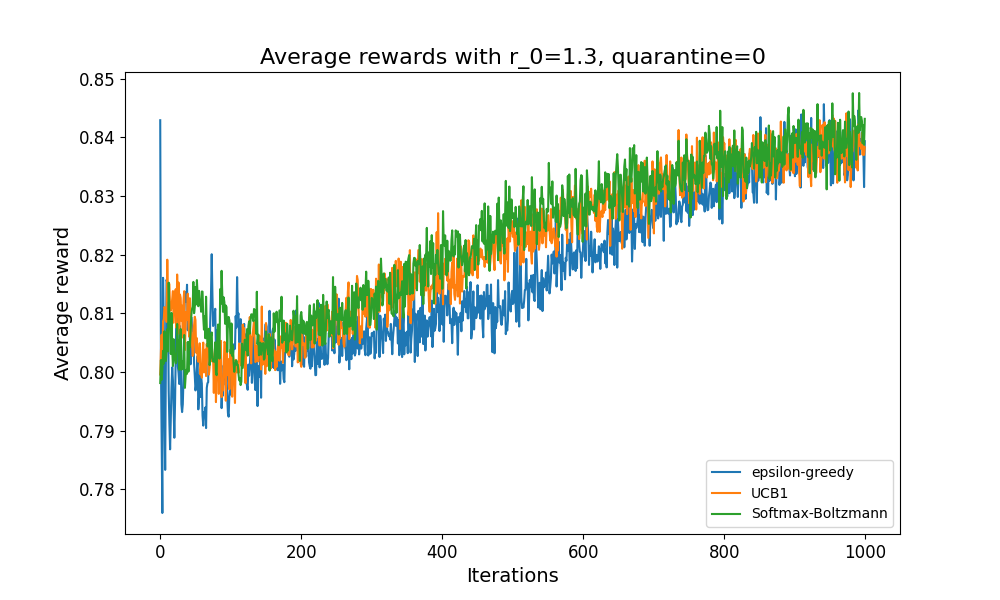 Average rewards with r_0=1.3, quarantine=0
Average reward
0.85
0.84
0.83
0.82
0.81
0.80
0.79
0.78
epsilon-greedy
UCB1
Softmax-Boltzmann
0 200 400 600 800 1000
Iterations